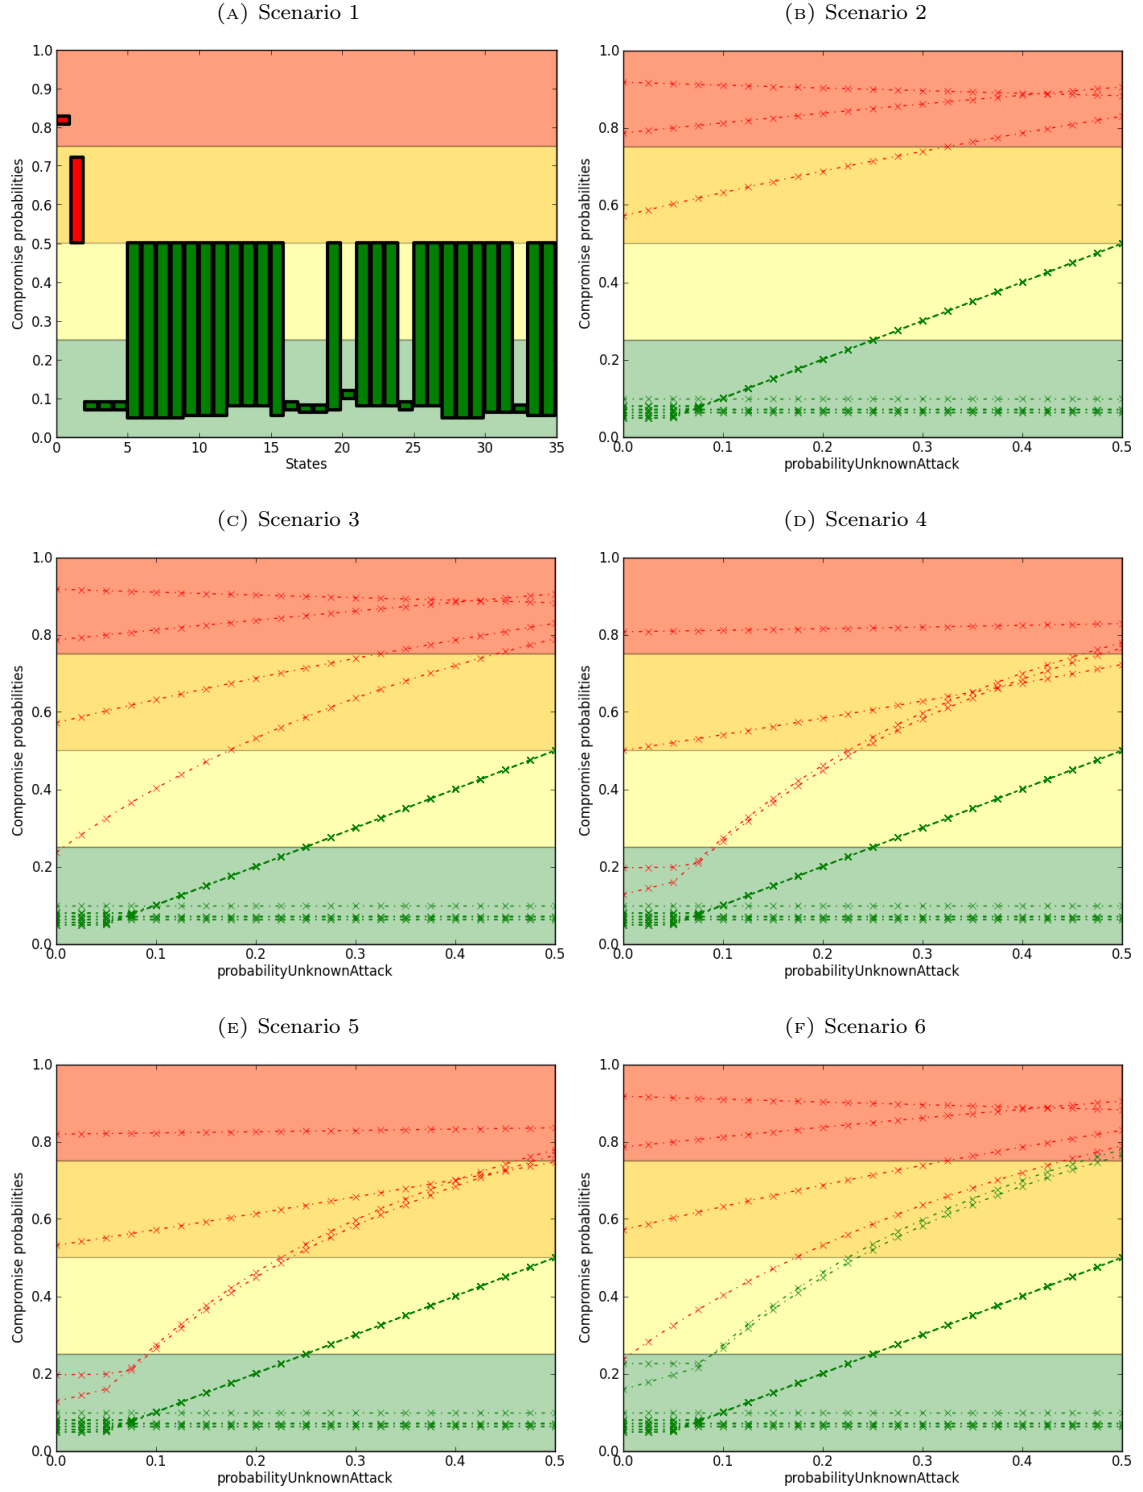 (A) Scenario 1
(B) Scenario 2
1.0
0.9
0.8
0.7
0.6
0.5
0.4
0.3
0.2
0.1
0.0
Compromise probabilities
0 5 10 15 20 25 30 35
States
1.0
0.8
0.6
0.4
0.2
0.0
Compromise probabilities
0.0 0.1 0.2 0.3 0.4 0.5
probabilityUnknownAttack
(C) Scenario 3
(D) Scenario 4
1.0
0.8
0.6
0.4
0.2
0.0
Compromise probabilities
0.0 0.1 0.2 0.3 0.4 0.5
probabilityUnknownAttack
1.0
0.8
0.6
0.4
0.2
0.0
Compromise probabilities
0.0 0.1 0.2 0.3 0.4 0.5
probabilityUnknownAttack
(E) Scenario 5
(F) Scenario 6
1.0
0.8
0.6
0.4
0.2
0.0
Compromise probabilities
0.0 0.1 0.2 0.3 0.4 0.5
probabilityUnknownAttack
1.0
0.8
0.6
0.4
0.2
0.0
Compromise probabilities
0.0 0.1 0.2 0.3 0.4 0.5
probabilityUnknownAttack